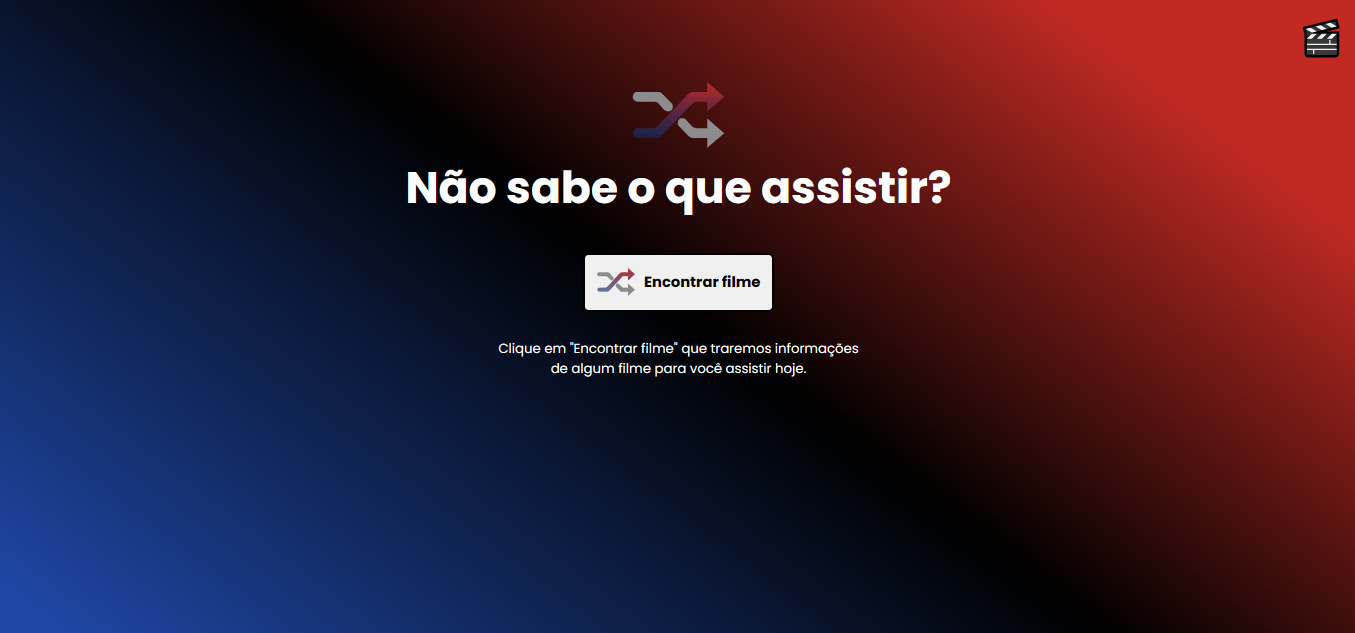 Não sabe o que assistir?
Encontrar filme
Clique em "Encontrar filme" que traremos informações
de algum filme para você assistir hoje.